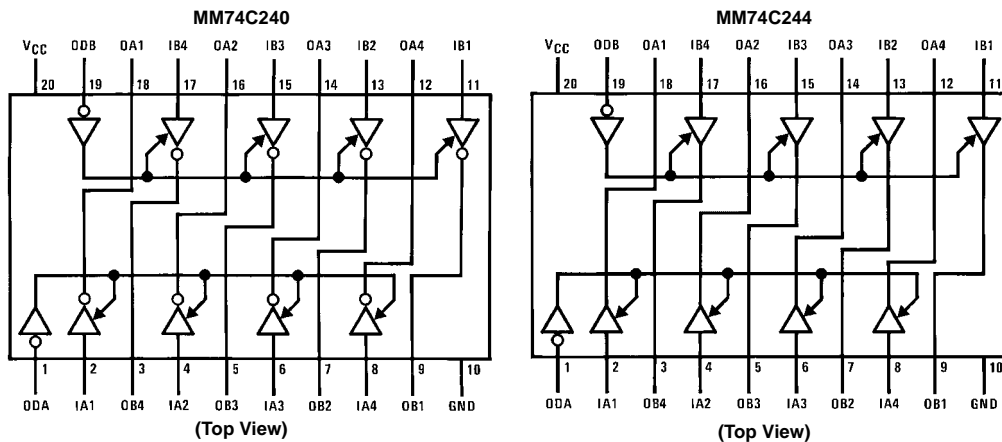 MM74C240
VCC ODB OA1 IB4 OA2 IB3 OA3 IB2 OA4 IB1
20 19 18 17 16 15 14 13 12 11
1 2 3 4 5 6 7 8 9 10
ODA IA1 OB4 IA2 OB3 IA3 OB2 IA4 OB1 GND
(Top View)
MM74C244
VCC ODB OA1 IB4 OA2 IB3 OA3 IB2 OA4 IB1
20 19 18 17 16 15 14 13 12 11
1 2 3 4 5 6 7 8 9 10
ODA IA1 OB4 IA2 OB3 IA3 OB2 IA4 OB1 GND
(Top View)